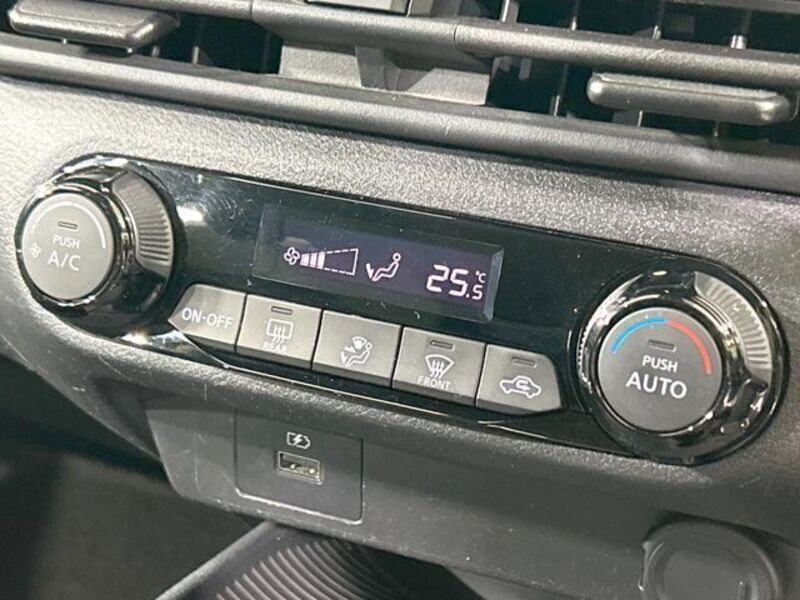 PUSH
A/C
25.5
°C
ON·OFF
REAR
FRONT
PUSH
AUTO